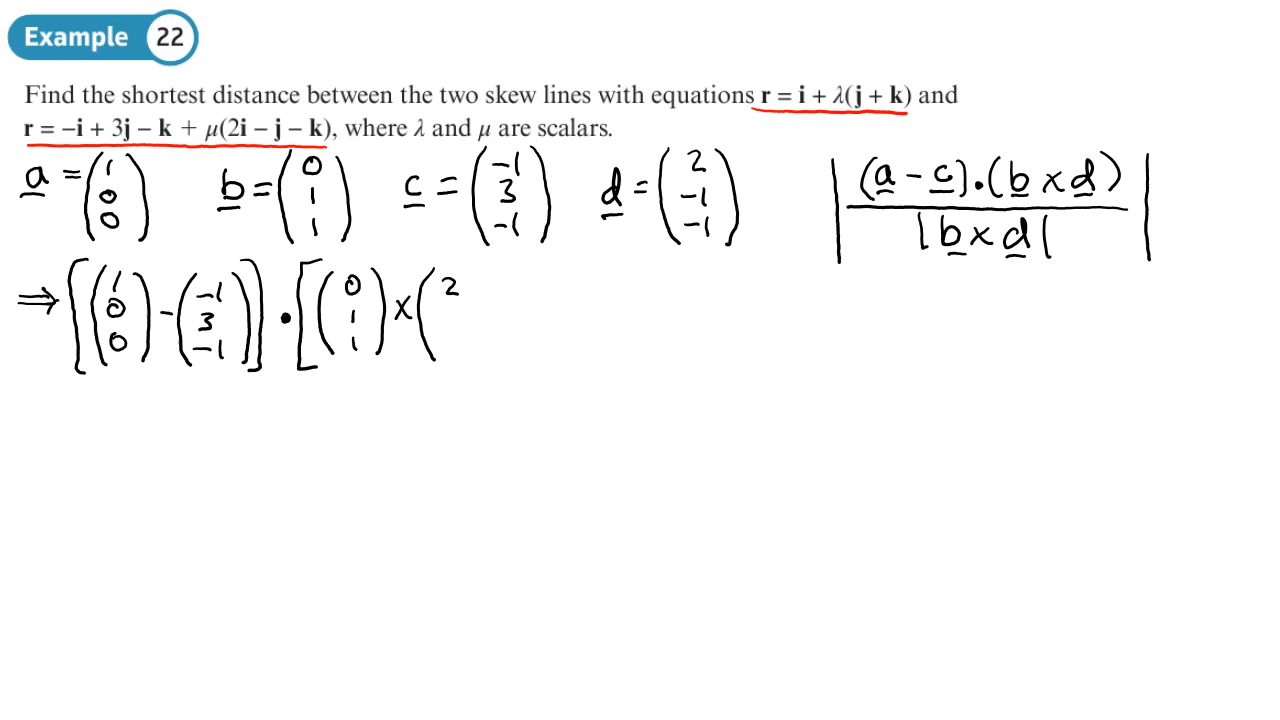 Example 22
Find the shortest distance between the two skew lines with equations r = i + λ(j + k) and
r = −i + 3j − k + μ(2i − j − k), where λ and μ are scalars.
a = (1 0 0) b = (0 1 1) c = (-1 3 -1) d = (2 -1 -1) | (a - c).(b x d) / |b x d| |
⇒ [(1 0 0) - (-1 3 -1)] • [(0 1 1) x (2